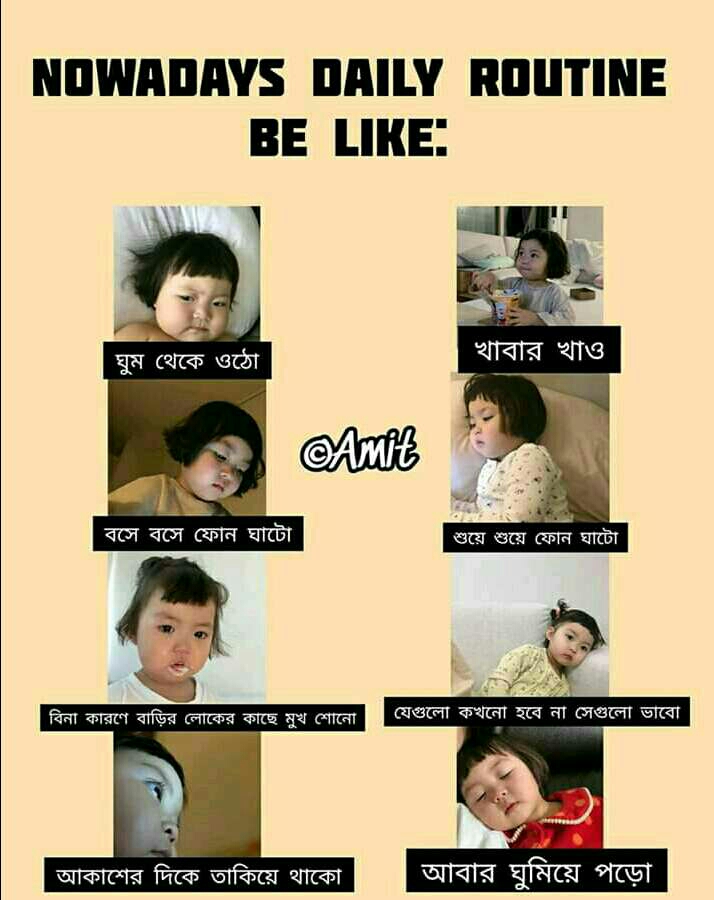 NOWADAYS DAILY ROUTINE
BE LIKE:
ঘুম থেকে ওঠো
খাবার খাও
©Amit
বসে বসে ফোন ঘাটো
শুয়ে শুয়ে ফোন ঘাটো
বিনা কারণে বাড়ির লোকের কাছে মুখ শোনো
যেগুলো কখনো হবে না সেগুলো ভাবো
আকাশের দিকে তাকিয়ে থাকো
আবার ঘুমিয়ে পড়ো